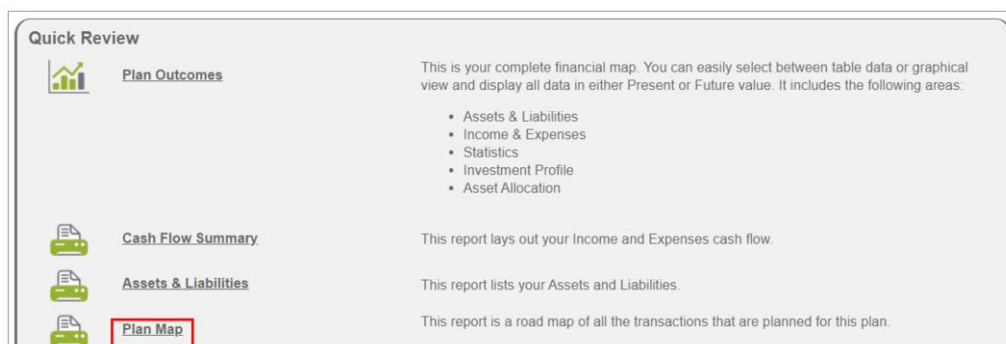 Quick Review
Plan Outcomes
This is your complete financial map. You can easily select between table data or graphical
view and display all data in either Present or Future value. It includes the following areas:
• Assets & Liabilities
• Income & Expenses
• Statistics
• Investment Profile
• Asset Allocation
Cash Flow Summary
This report lays out your Income and Expenses cash flow.
Assets & Liabilities
This report lists your Assets and Liabilities.
Plan Map
This report is a road map of all the transactions that are planned for this plan.